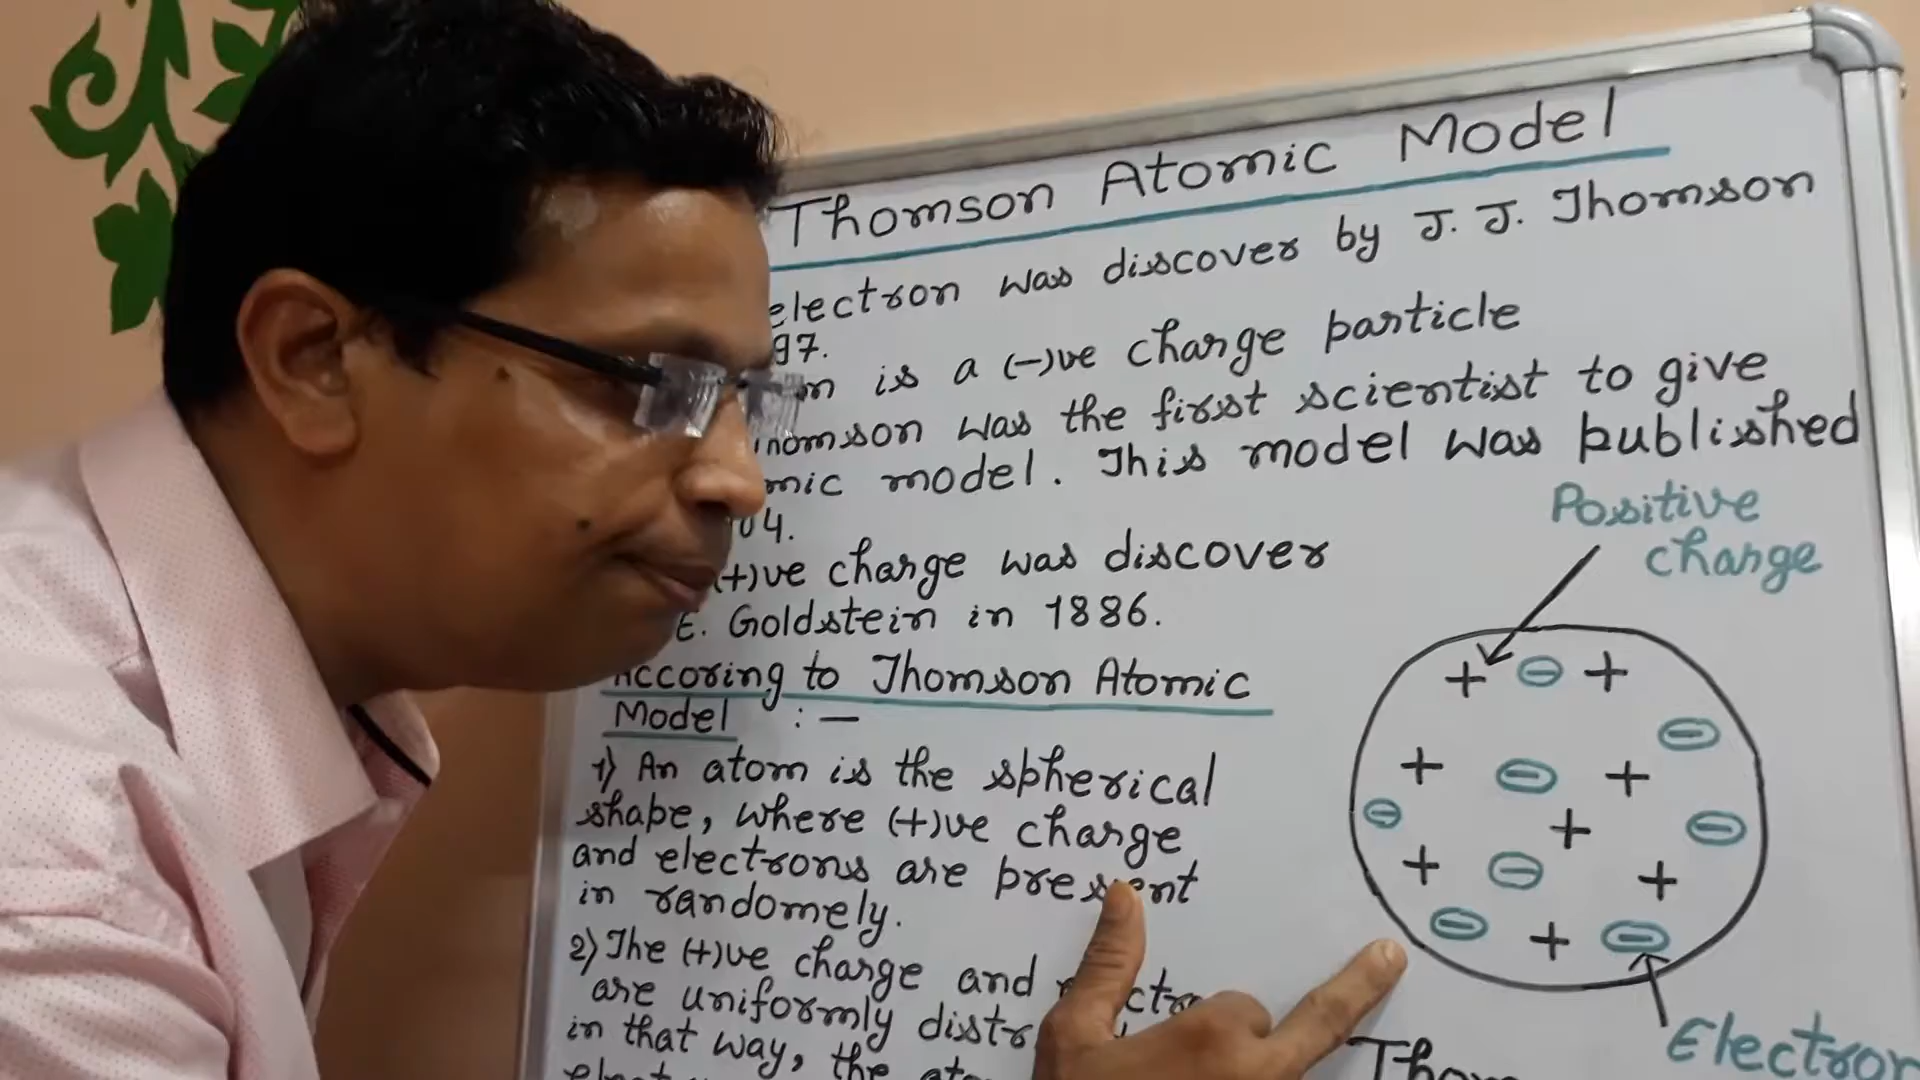 Thomson Atomic Model
electron was discover by J. J. Thomson
97.
is a (-)ve charge particle
was the first scientist to give
model. This model was published
04.
(+)ve charge was discover
E. Goldstein in 1886.
Accoring to Thomson Atomic
Model :-
1) An atom is the spherical
shape, where (+)ve charge
and electrons are present
in randomely.
2) The (+)ve charge and
are uniformly
in that way, the
Positive
charge
+ - +
-
+ - +
- + -
+ - +
- + -
Electron